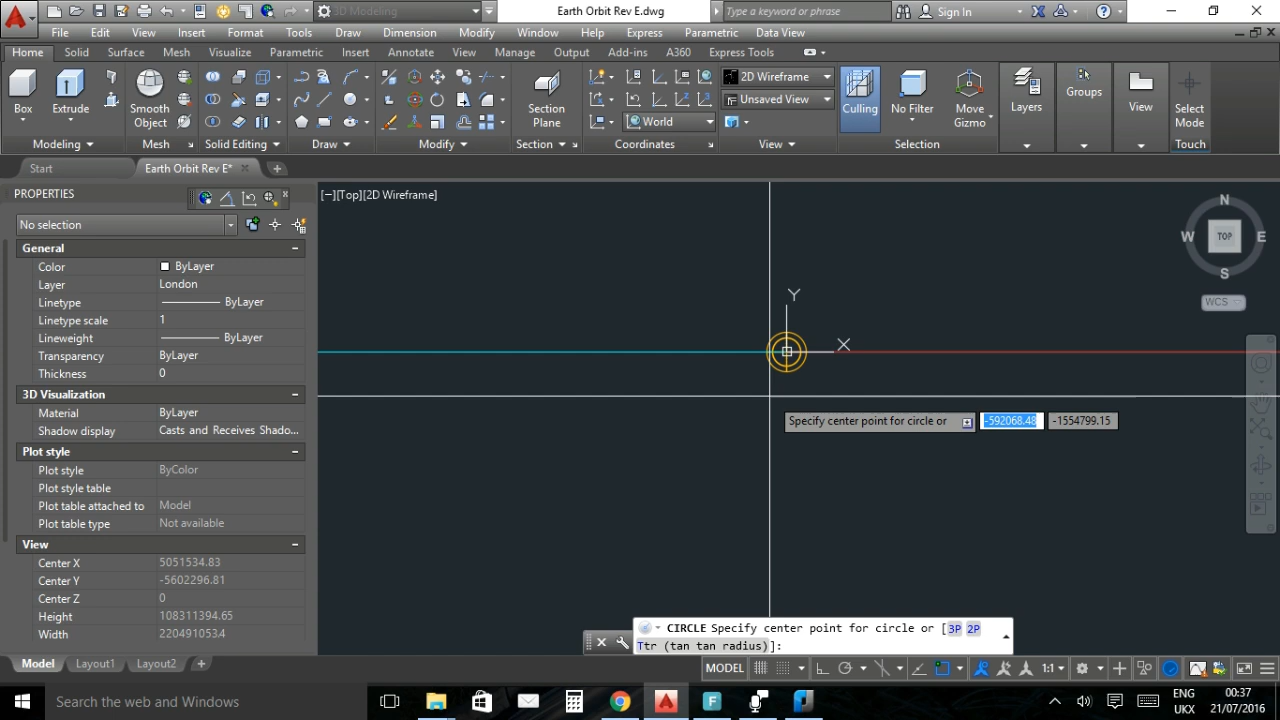 3D Modeling
Earth Orbit Rev E.dwg
Type a keyword or phrase
Sign In
File Edit View Insert Format Tools Draw Dimension Modify Window Help Express Parametric Data View
Home Solid Surface Mesh Visualize Parametric Insert Annotate View Manage Output Add-ins A360 Express Tools
Box
Extrude
Smooth Object
Section Plane
World
2D Wireframe
Unsaved View
Culling
No Filter
Move Gizmo
Layers
Groups
View
Select Mode
Modeling
Mesh
Solid Editing
Draw
Modify
Section
Coordinates
View
Selection
Touch
Start
Earth Orbit Rev E*
PROPERTIES
No selection
General
Color ByLayer
Layer London
Linetype ByLayer
Linetype scale 1
Lineweight ByLayer
Transparency ByLayer
Thickness 0
3D Visualization
Material ByLayer
Shadow display Casts and Receives Shado...
Plot style
Plot style ByColor
Plot style table
Plot table attached to Model
Plot table type Not available
View
Center X 5051534.83
Center Y -5602296.81
Center Z 0
Height 108311394.65
Width 220491053.4
[−][Top][2D Wireframe]
N
W TOP E
S
WCS
Y
X
Specify center point for circle or -592068.48 -1554799.15
CIRCLE Specify center point for circle or [3P 2P
Ttr (tan tan radius)]:
Model Layout1 Layout2
MODEL
1:1
Search the web and Windows
ENG
UKX
00:37
21/07/2016